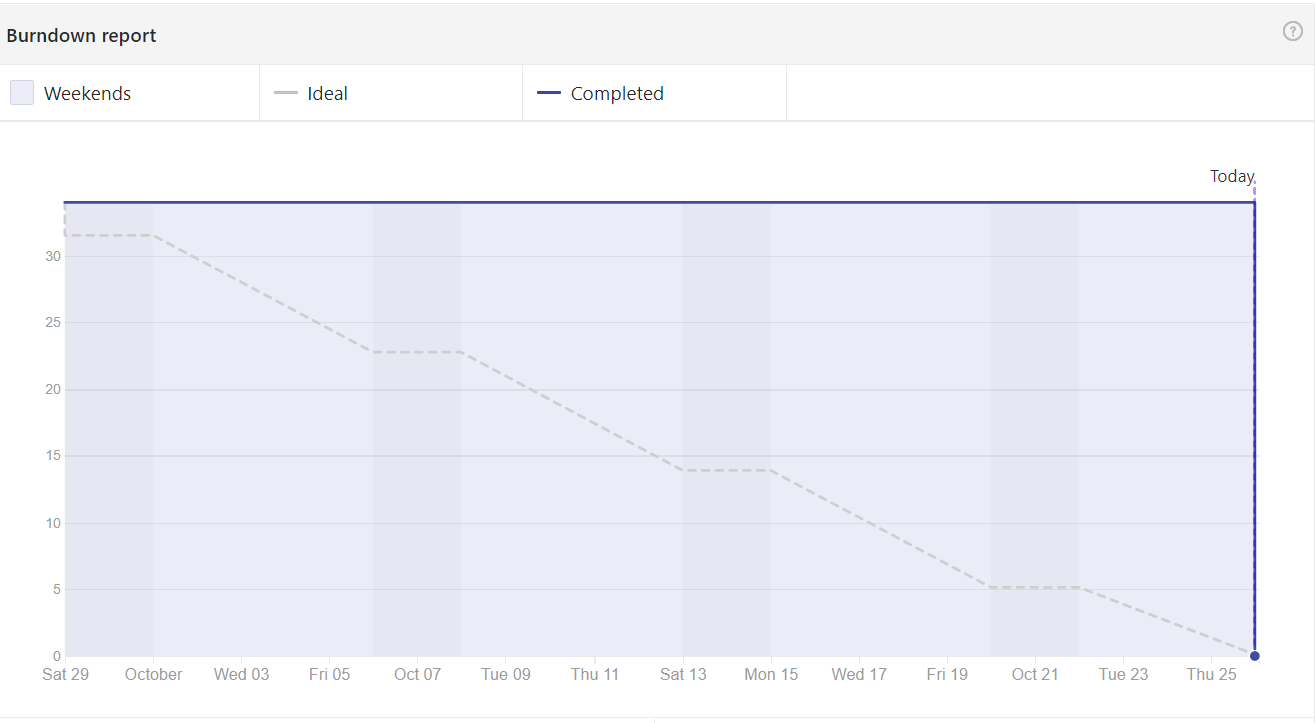 Burndown report
?
Weekends
Ideal
Completed
Today
30
25
20
15
10
5
0
Sat 29 October Wed 03 Fri 05 Oct 07 Tue 09 Thu 11 Sat 13 Mon 15 Wed 17 Fri 19 Oct 21 Tue 23 Thu 25